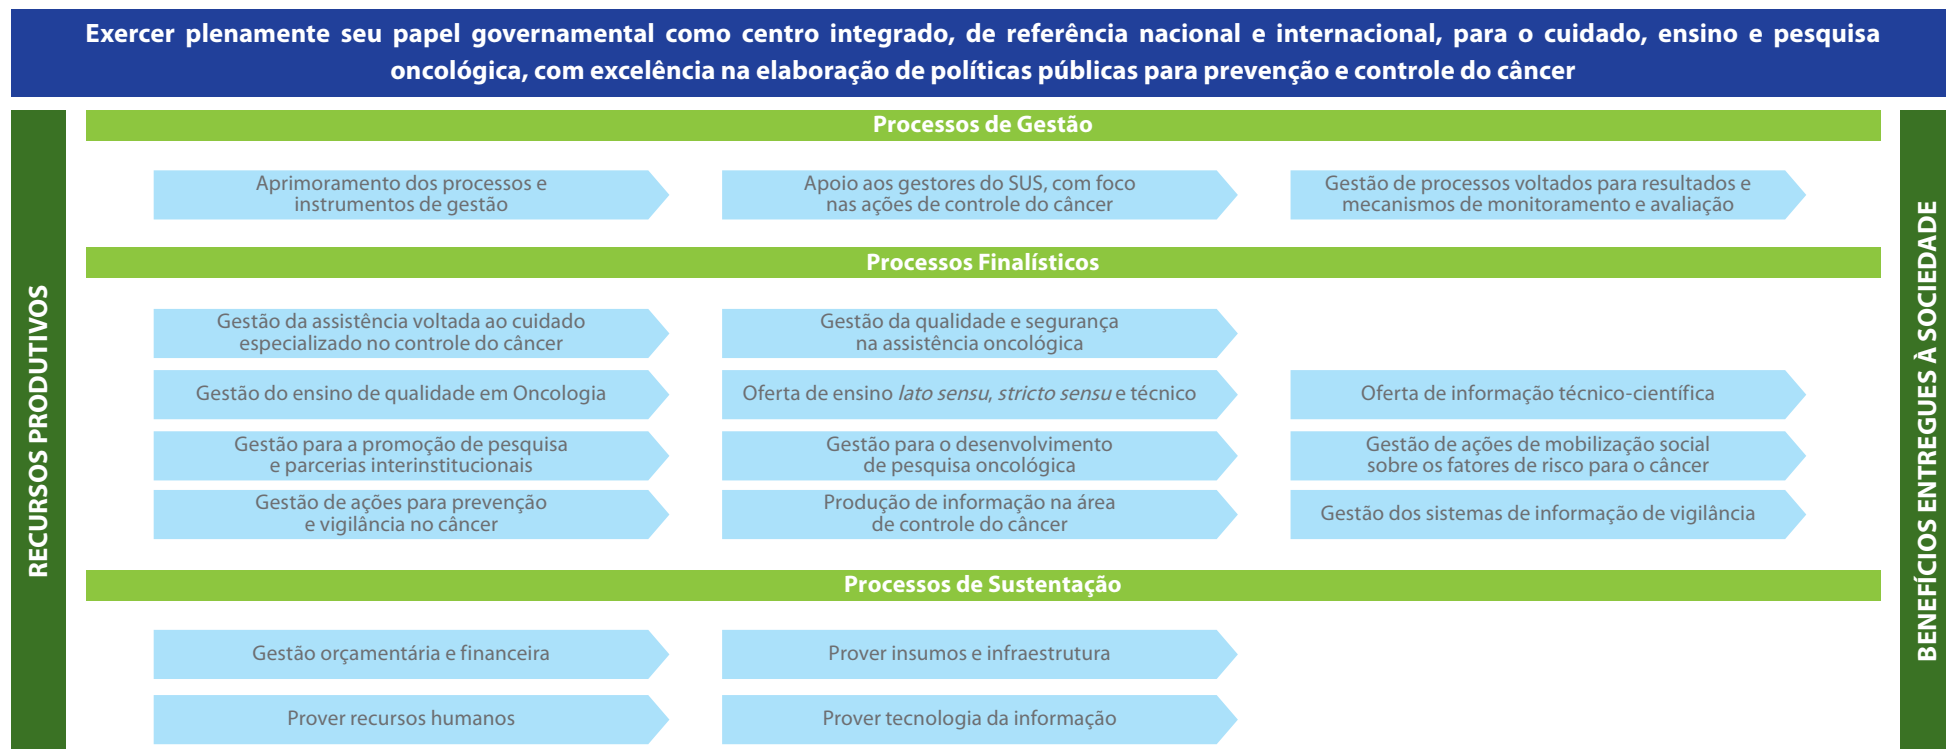 Exercer plenamente seu papel governamental como centro integrado, de referência nacional e internacional, para o cuidado, ensino e pesquisa
oncológica, com excelência na elaboração de políticas públicas para prevenção e controle do câncer
RECURSOS PRODUTIVOS
Processos de Gestão
Aprimoramento dos processos e
instrumentos de gestão
Apoio aos gestores do SUS, com foco
nas ações de controle do câncer
Gestão de processos voltados para resultados e
mecanismos de monitoramento e avaliação
Processos Finalísticos
Gestão da assistência voltada ao cuidado
especializado no controle do câncer
Gestão da qualidade e segurança
na assistência oncológica
Gestão do ensino de qualidade em Oncologia
Oferta de ensino lato sensu, stricto sensu e técnico
Oferta de informação técnico-científica
Gestão para a promoção de pesquisa
e parcerias interinstitucionais
Gestão para o desenvolvimento
de pesquisa oncológica
Gestão de ações de mobilização social
sobre os fatores de risco para o câncer
Gestão de ações para prevenção
e vigilância no câncer
Produção de informação na área
de controle do câncer
Gestão dos sistemas de informação de vigilância
Processos de Sustentação
Gestão orçamentária e financeira
Prover insumos e infraestrutura
Prover recursos humanos
Prover tecnologia da informação
BENEFÍCIOS ENTREGUES À SOCIEDADE